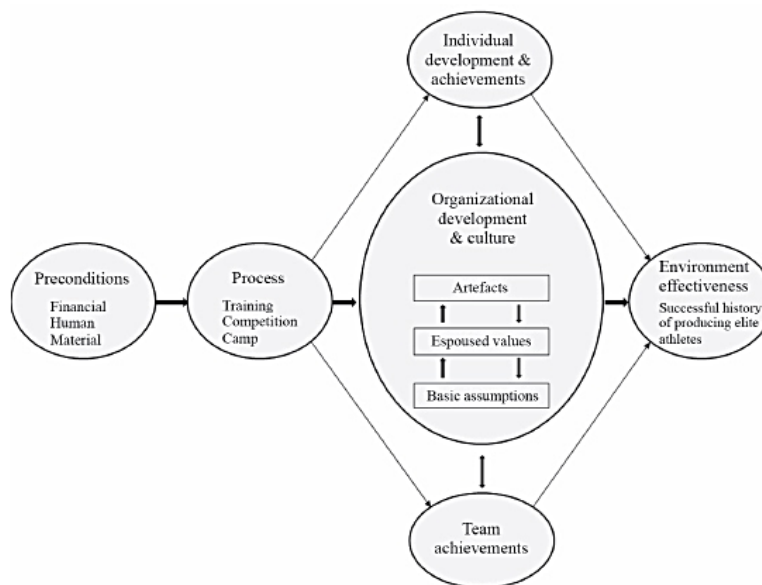 Individual
development &
achievements
Organizational
development
& culture
Artefacts
Espoused values
Basic assumptions
Preconditions
Financial
Human
Material
Process
Training
Competition
Camp
Environment
effectiveness
Successful history
of producing elite
athletes
Team
achievements